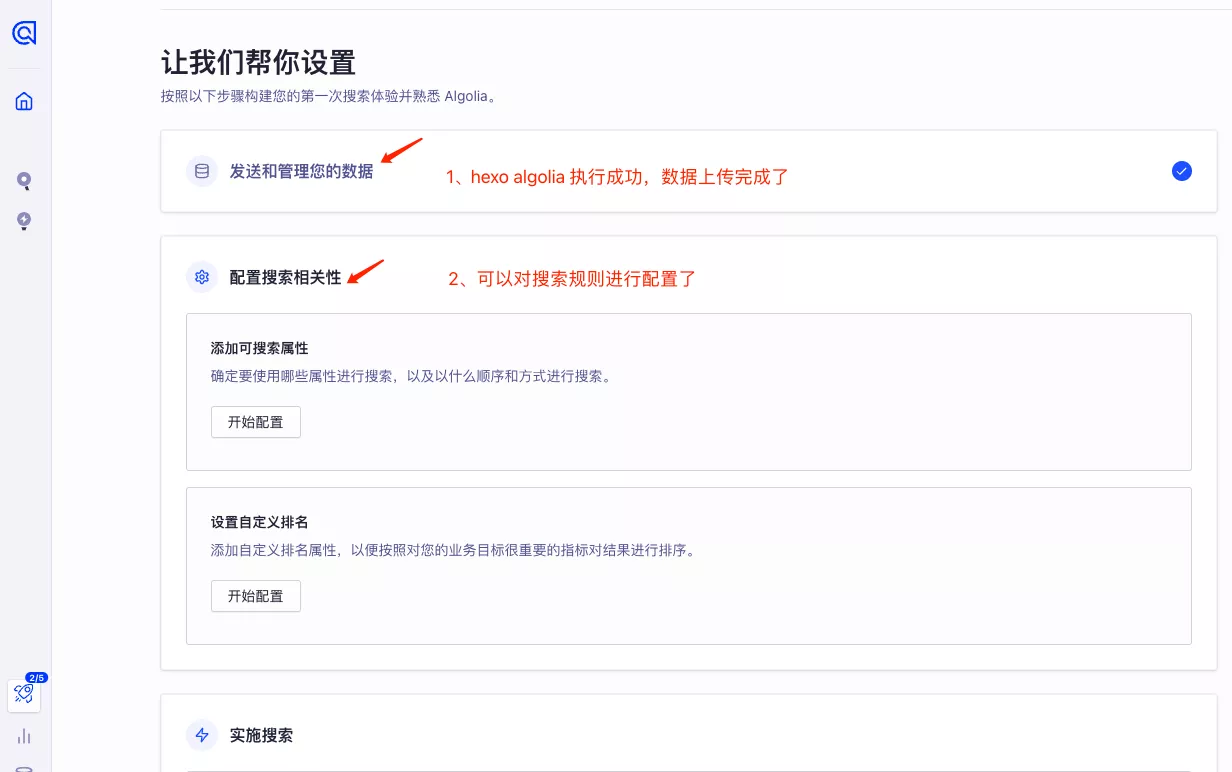 让我们帮你设置
按照以下步骤构建您的第一次搜索体验并熟悉 Algolia。
发送和管理您的数据
1、hexo algolia 执行成功，数据上传完成了
配置搜索相关性
2、可以对搜索规则进行配置了
添加可搜索属性
确定要使用哪些属性进行搜索，以及以什么顺序和方式进行搜索。
开始配置
设置自定义排名
添加自定义排名属性，以便按照对您的业务目标很重要的指标对结果进行排序。
开始配置
2/5
实施搜索